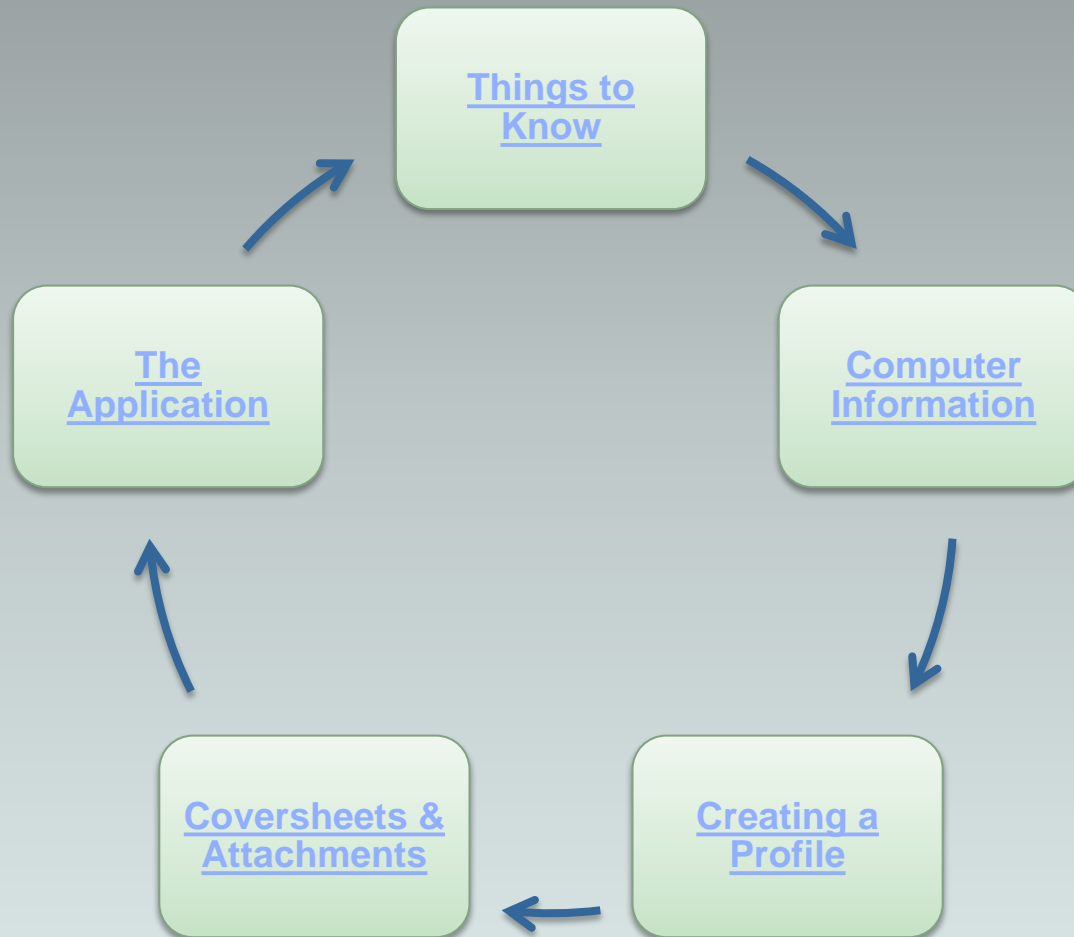 Things to
Know
Computer
Information
Creating a
Profile
Coversheets &
Attachments
The
Application